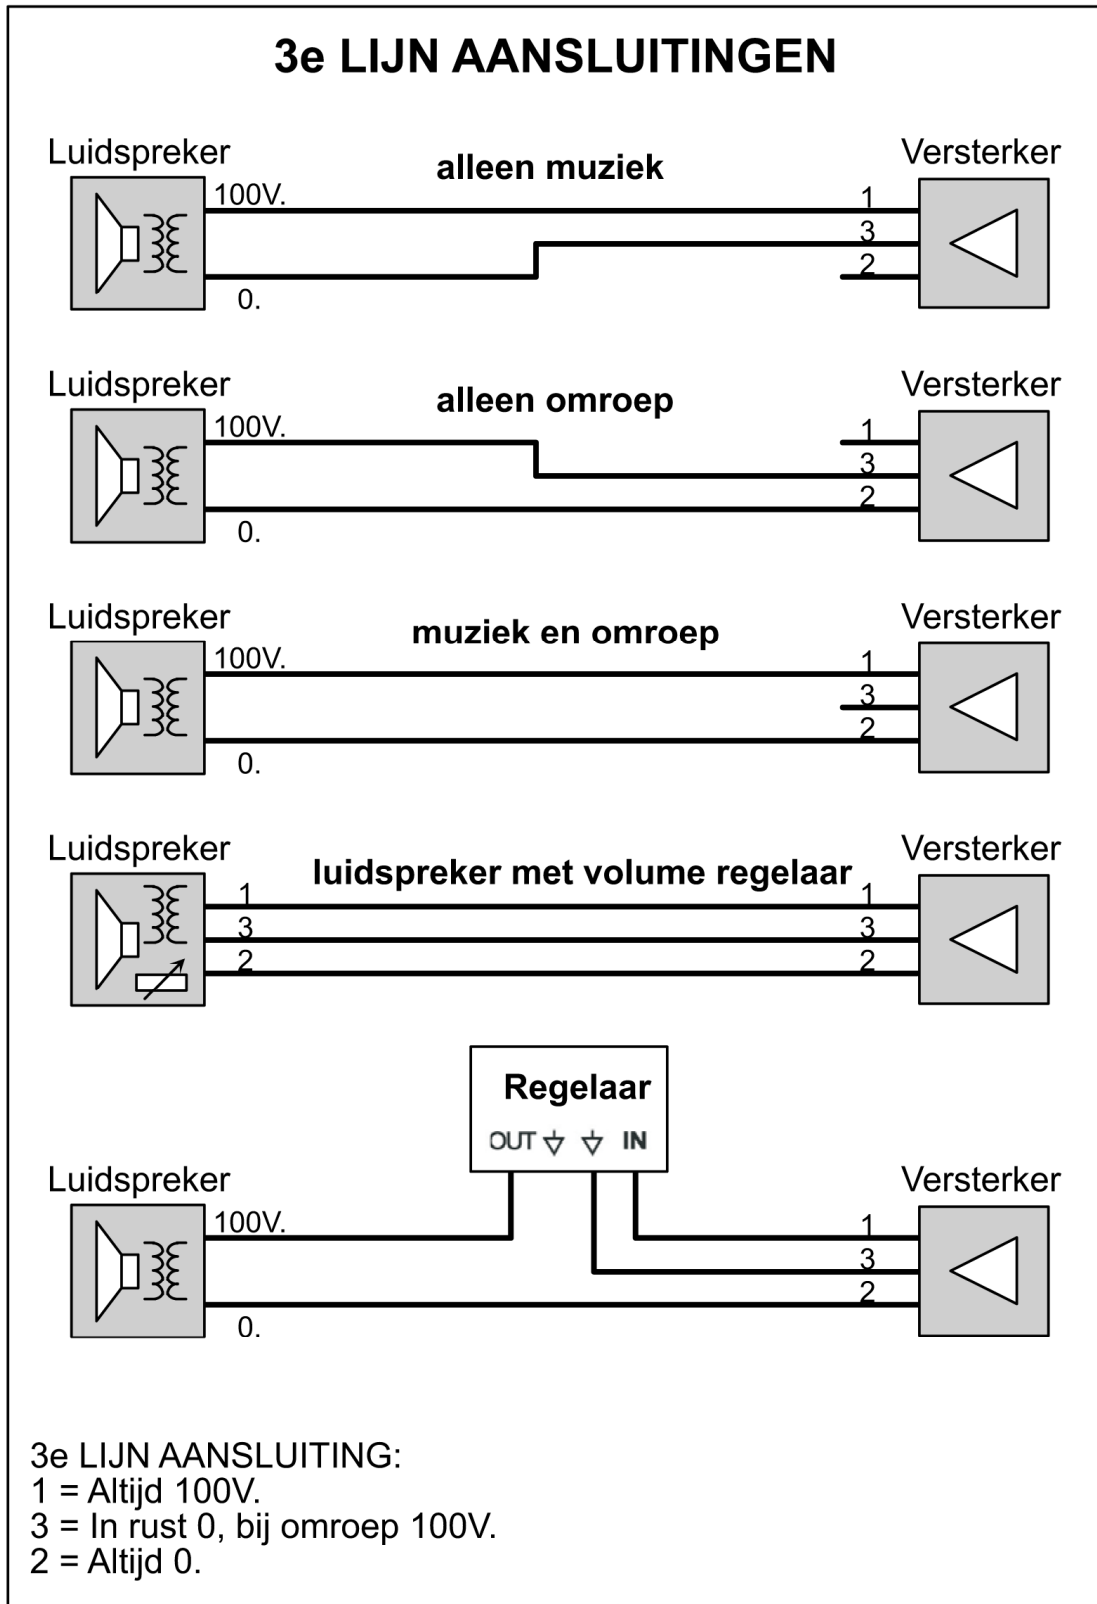 3e LIJN AANSLUITINGEN
Luidspreker alleen muziek Versterker
100V. 1
3
2
0.
Luidspreker alleen omroep Versterker
100V. 1
3
2
0.
Luidspreker muziek en omroep Versterker
100V. 1
3
2
0.
Luidspreker luidspreker met volume regelaar Versterker
1 1
3 3
2 2
Regelaar
OUT IN
Luidspreker Versterker
100V. 1
3
2
0.
3e LIJN AANSLUITING:
1 = Altijd 100V.
3 = In rust 0, bij omroep 100V.
2 = Altijd 0.